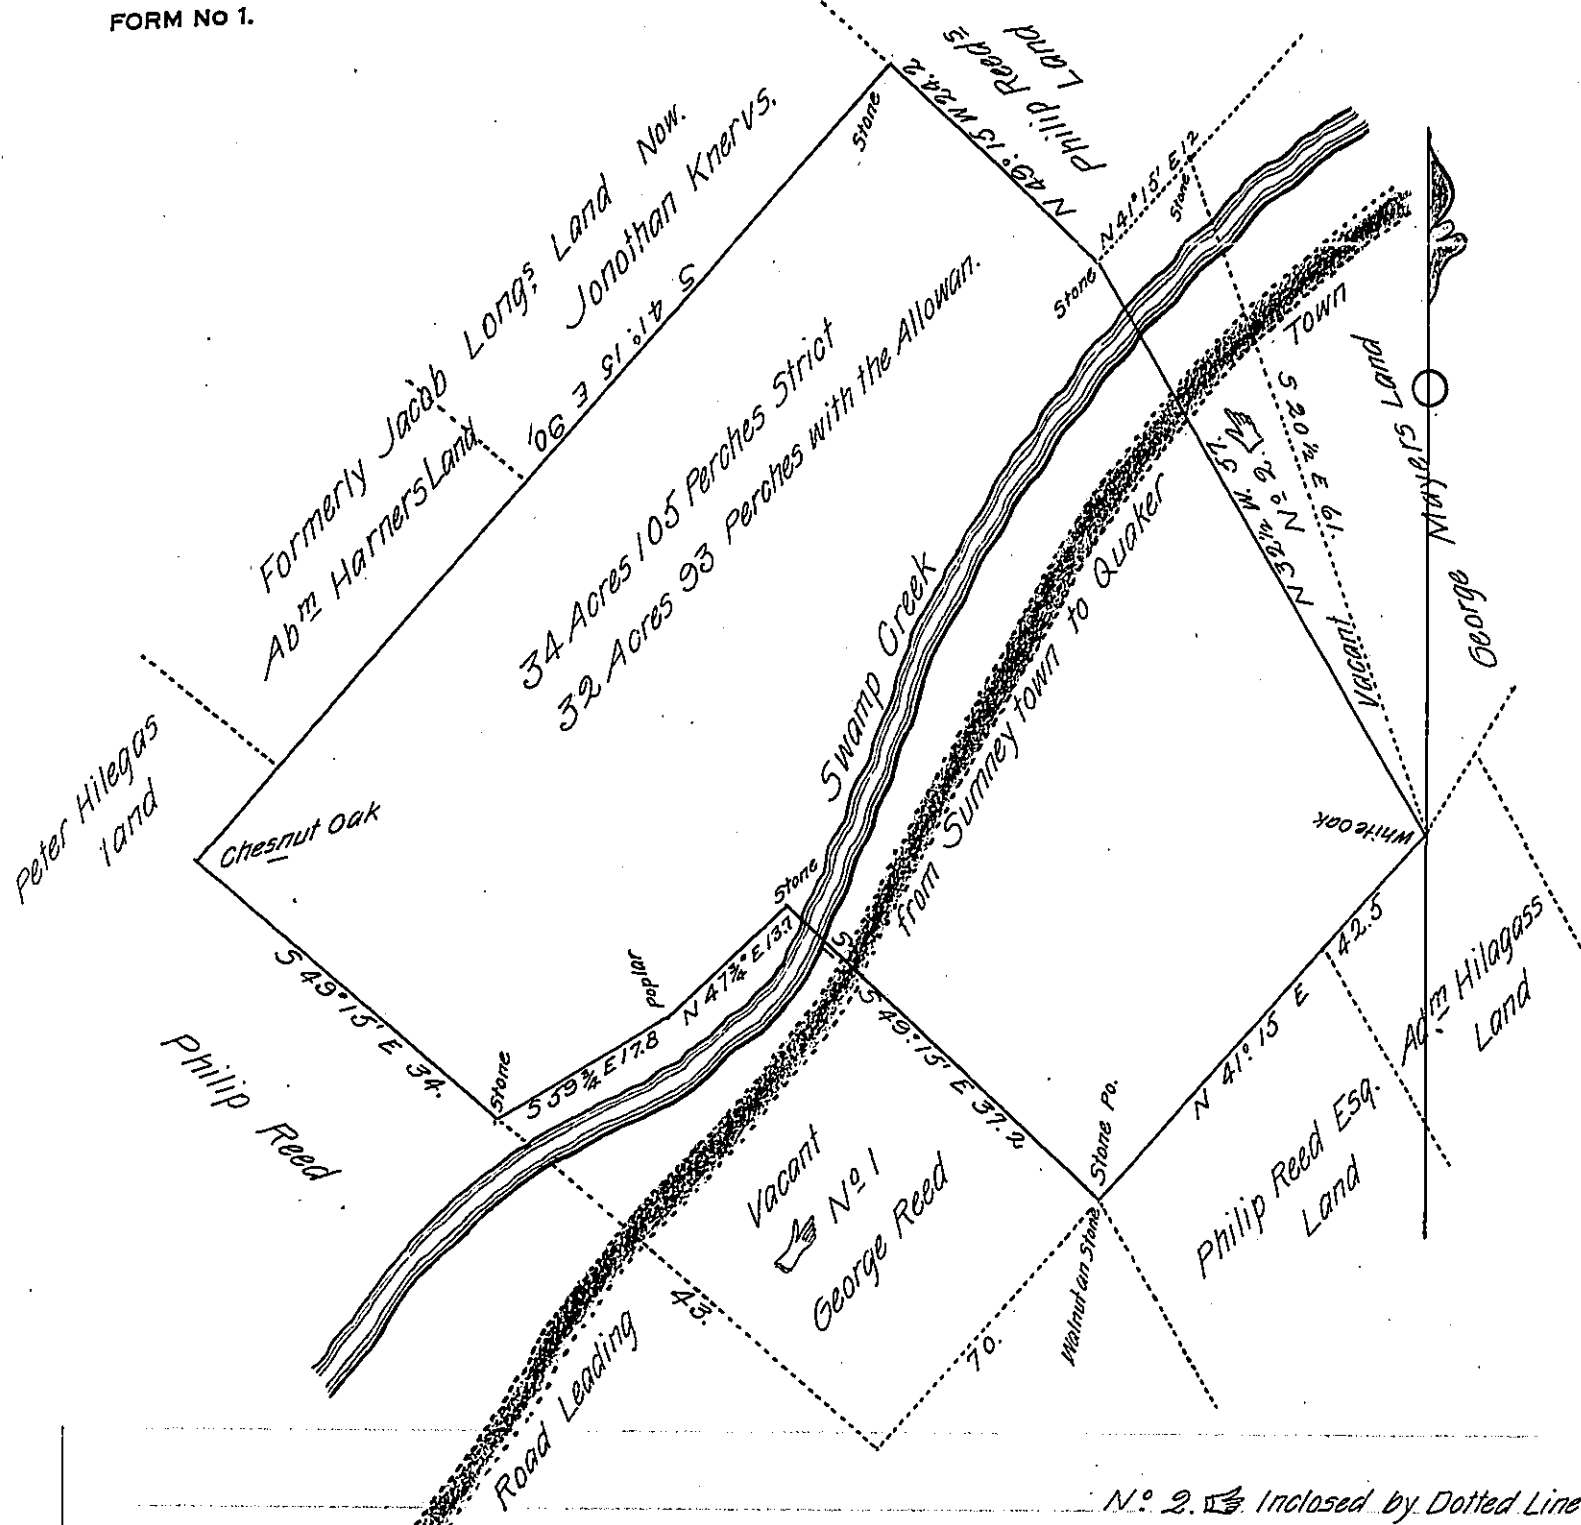 FORM No 1.
Philip Reeds
Land
Stone
N 49°. 15 W 24.2
Formerly Jacob Longs Land Now.
Jonothan Knervs.
N 41° 15' E 12
Stone
Stone
S 41°. 15 E 90,
Abm Harners Land
34 Acres 105 Perches Strict
32 Acres 93 Perches with the Allowan.
Town
S 20½ E 61.
No 2.
N 32½ W. 57.
Vacant
George Mayers Land
Swamp Creek
from Sumney town to Quaker
Peter Hilegas
land
Chesnut Oak
White oak
Stone
S
poplar
N 47¾° E. 13.7
S 59¾ E 17.8
Stone
S 49° 15' E 34.
Philip Reed
S 49° 15' E 37.2
N 41°. 15 E 42.5
Adm Hilagass
Land
Stone Po.
Walnut an Stone
Philip Reed Esq.
Land
Vacant
No 1
George Reed
43.
70.
Road Leading
No. 2. Inclosed by Dotted Line